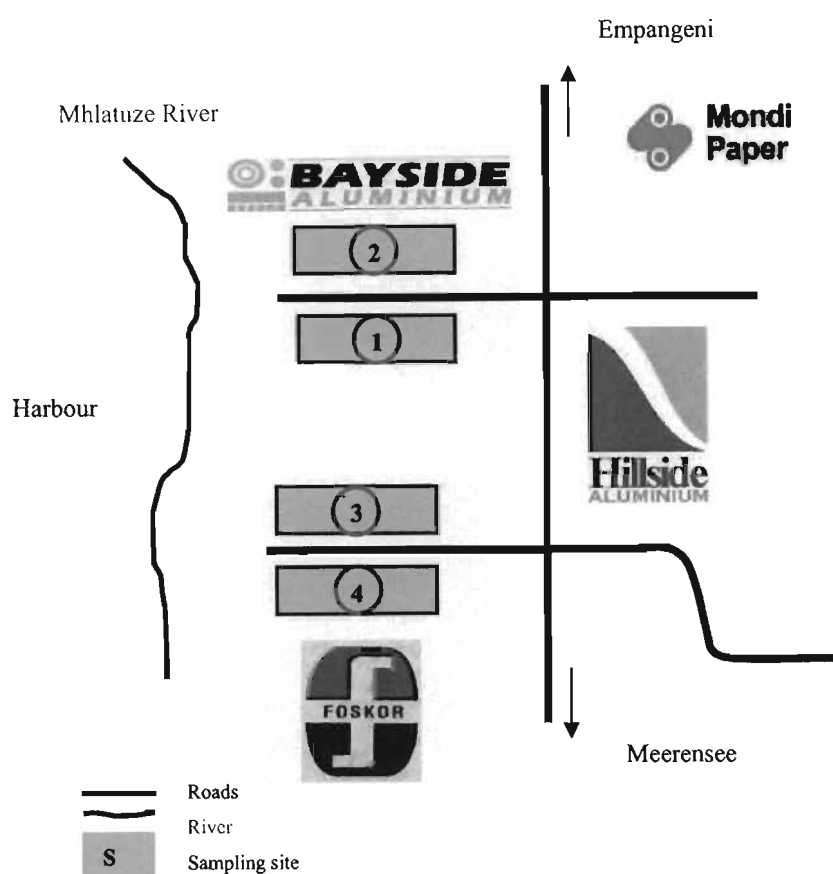 Empangeni
Mondi
Paper
Mhlatuze River
BAYSIDE
ALUMINIUM
2
1
Harbour
Hillside
ALUMINIUM
3
4
FOSKOR
Meerensee
Roads
River
S
Sampling site